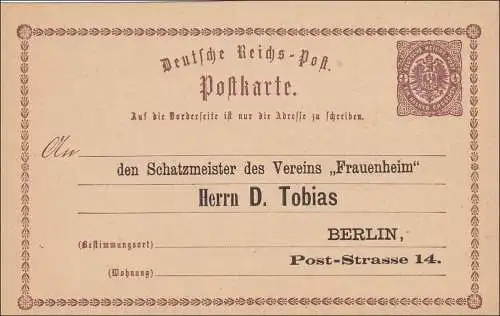 Deutsche Reichs-Post.
Postkarte.
Auf die Vorderseite ist nur die Adresse zu schreiben.
An
den Schatzmeister des Vereins „Frauenheim"
Herrn D. Tobias
BERLIN,
(Bestimmungsort)
Post-Strasse 14.
(Wohnung)